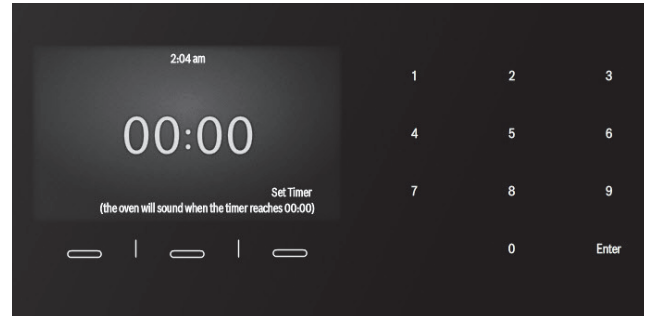 2:04 am
00:00
Set Timer
(the oven will sound when the timer reaches 00:00)
1 2 3
4 5 6
7 8 9
0 Enter